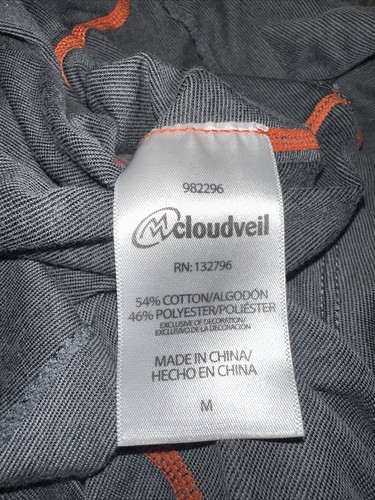 982296
cloudveil
RN: 132796
54% COTTON/ALGODÓN
46% POLYESTER/POLIÉSTER
EXCLUSIVE OF DECORATION/
EXCLUSIVO DE LA DECORACIÓN
MADE IN CHINA/
HECHO EN CHINA
M